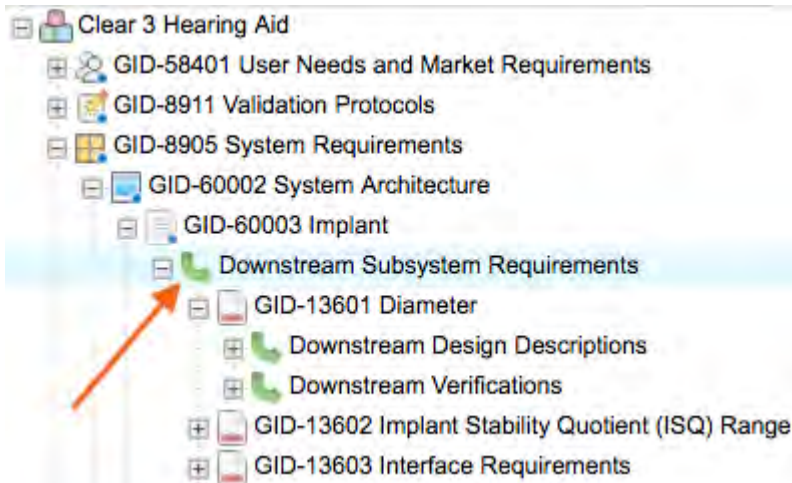 Clear 3 Hearing Aid
GID-58401 User Needs and Market Requirements
GID-8911 Validation Protocols
GID-8905 System Requirements
GID-60002 System Architecture
GID-60003 Implant
Downstream Subsystem Requirements
GID-13601 Diameter
Downstream Design Descriptions
Downstream Verifications
GID-13602 Implant Stability Quotient (ISQ) Range
GID-13603 Interface Requirements